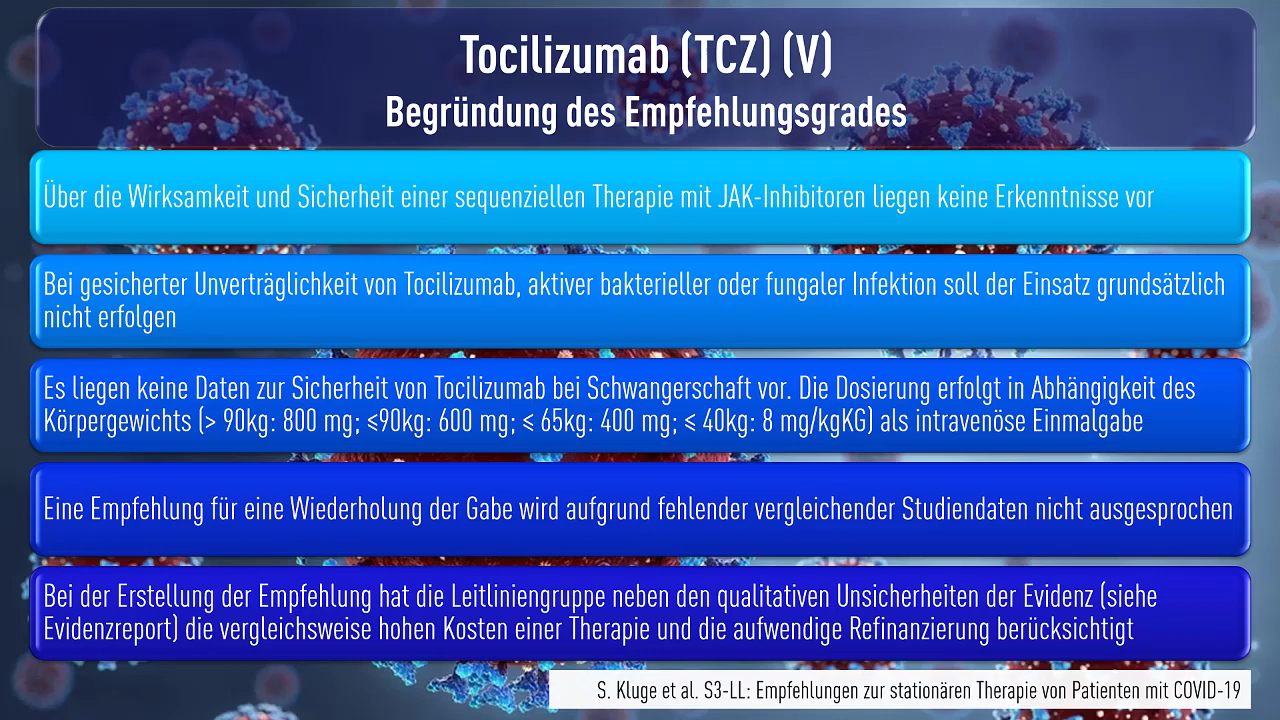 Tocilizumab (TCZ) (V)
Begründung des Empfehlungsgrades
Über die Wirksamkeit und Sicherheit einer sequenziellen Therapie mit JAK-Inhibitoren liegen keine Erkenntnisse vor
Bei gesicherter Unverträglichkeit von Tocilizumab, aktiver bakterieller oder fungaler Infektion soll der Einsatz grundsätzlich
nicht erfolgen
Es liegen keine Daten zur Sicherheit von Tocilizumab bei Schwangerschaft vor. Die Dosierung erfolgt in Abhängigkeit des
Körpergewichts (> 90kg: 800 mg; ≤90kg: 600 mg; ≤ 65kg: 400 mg; ≤ 40kg: 8 mg/kgKG) als intravenöse Einmalgabe
Eine Empfehlung für eine Wiederholung der Gabe wird aufgrund fehlender vergleichender Studiendaten nicht ausgesprochen
Bei der Erstellung der Empfehlung hat die Leitliniengruppe neben den qualitativen Unsicherheiten der Evidenz (siehe
Evidenzreport) die vergleichsweise hohen Kosten einer Therapie und die aufwendige Refinanzierung berücksichtigt
S. Kluge et al. S3-LL: Empfehlungen zur stationären Therapie von Patienten mit COVID-19